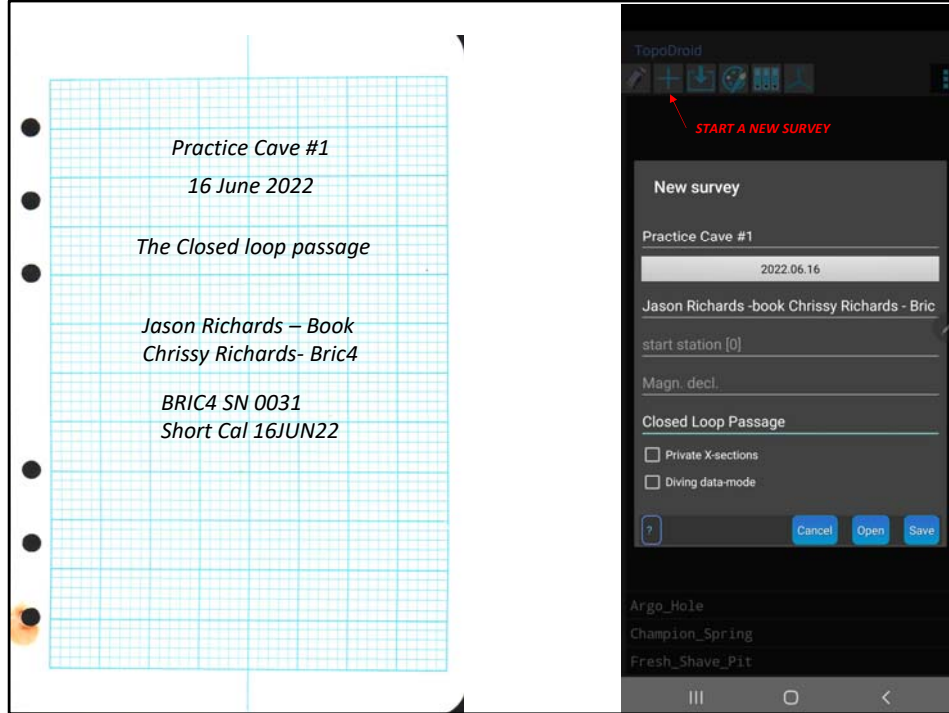 Practice Cave #1
16 June 2022
The Closed loop passage
Jason Richards – Book
Chrissy Richards- Bric4
BRIC4 SN 0031
Short Cal 16JUN22
TopoDroid
START A NEW SURVEY
New survey
Practice Cave #1
2022.06.16
Jason Richards -book Chrissy Richards - Bric
start station [0]
Magn. decl.
Closed Loop Passage
Private X-sections
Diving data-mode
?
Cancel
Open
Save
Argo_Hole
Champion_Spring
Fresh_Shave_Pit